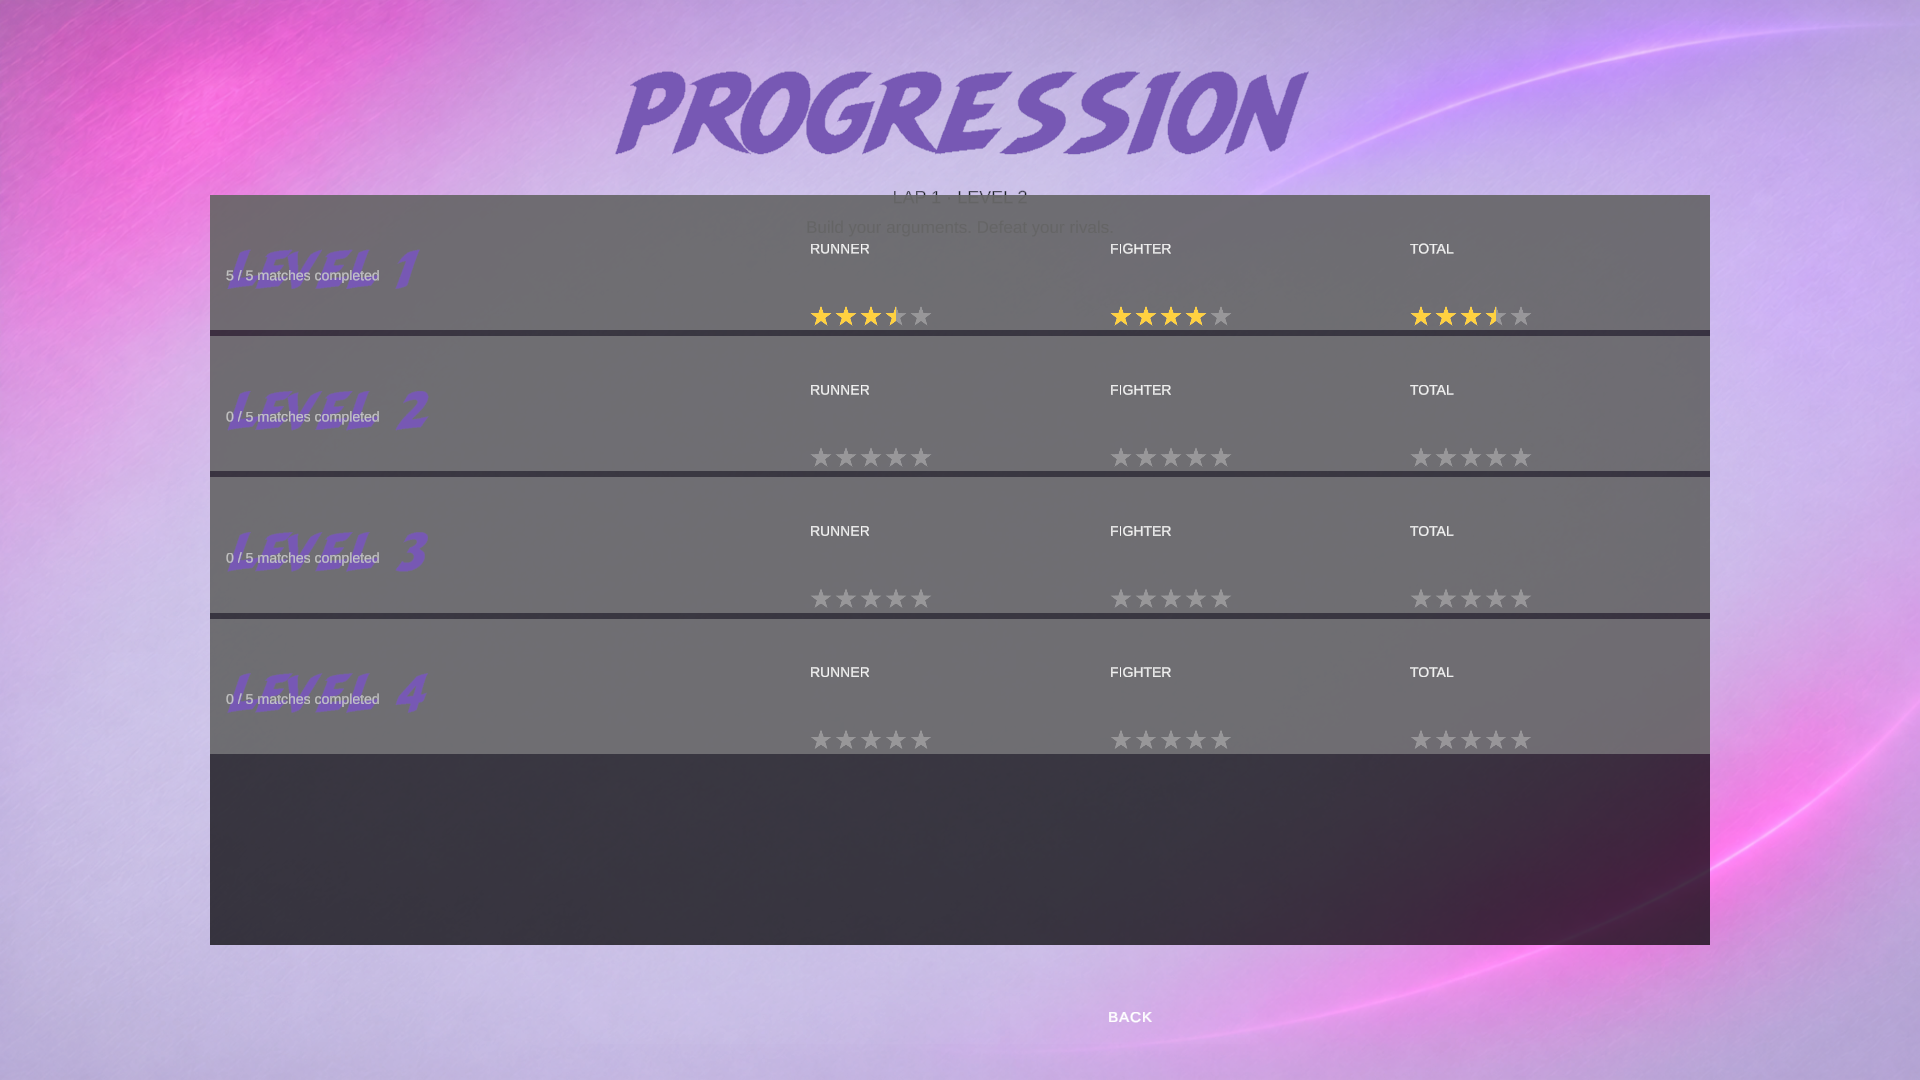 PROGRESSION
LAP 1 · LEVEL 2
Build your arguments. Defeat your rivals.
LEVEL 1
5 / 5 matches completed
RUNNER FIGHTER TOTAL
LEVEL 2
0 / 5 matches completed
RUNNER FIGHTER TOTAL
LEVEL 3
0 / 5 matches completed
RUNNER FIGHTER TOTAL
LEVEL 4
0 / 5 matches completed
RUNNER FIGHTER TOTAL
BACK